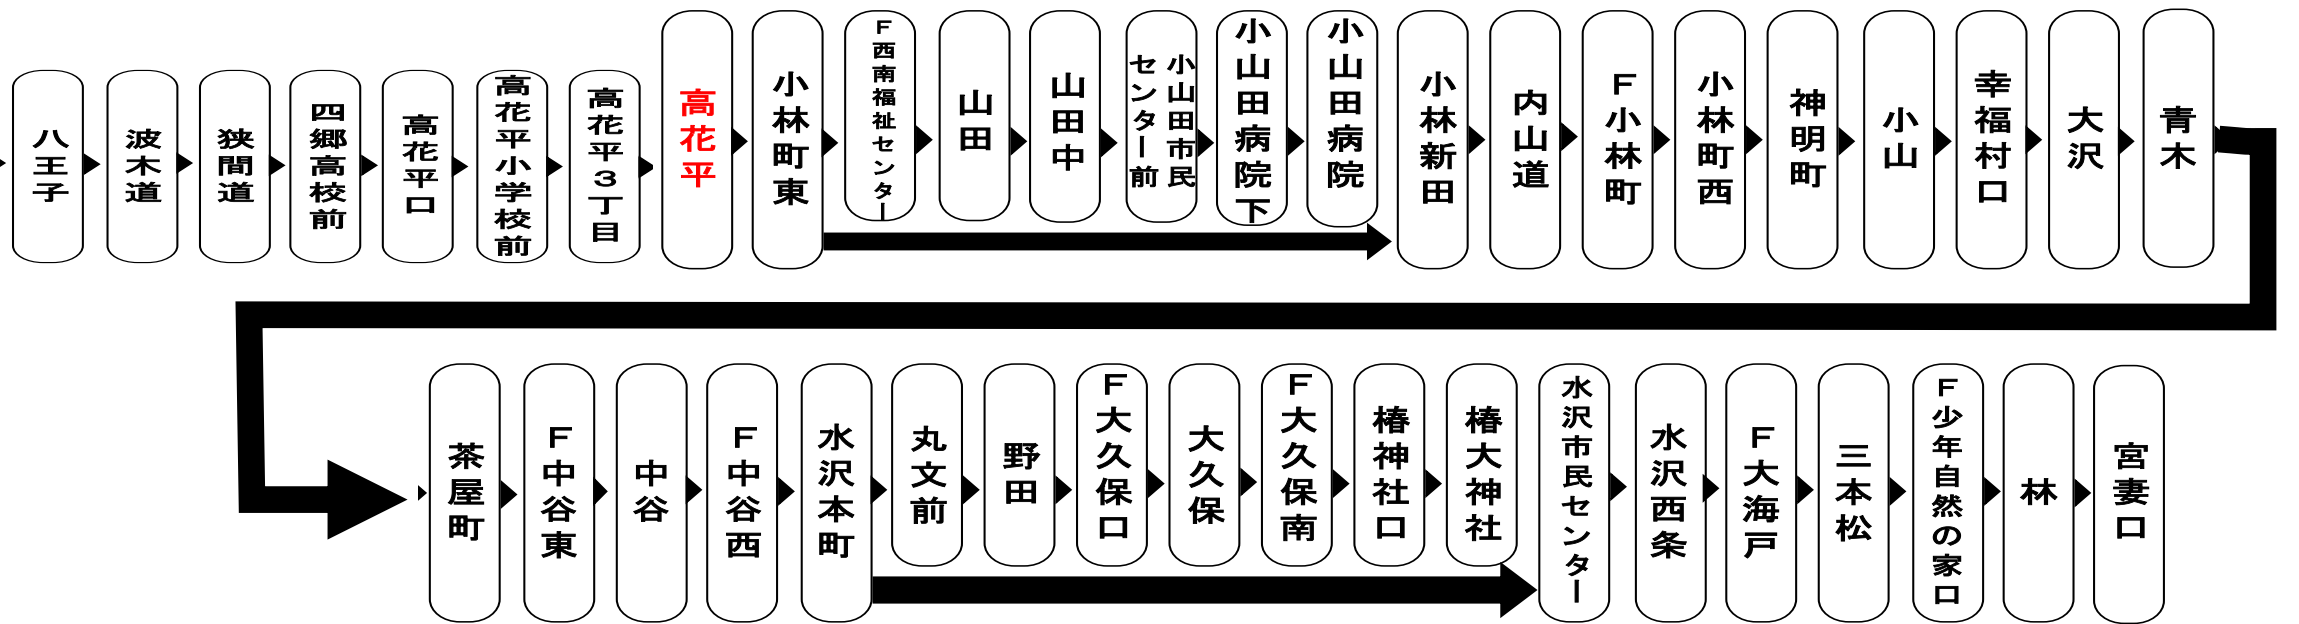 八王子
波木道
狭間道
四郷高校前
高花平口
高花平小学校前
高花平３丁目
高花平
小林町東
Ｆ西南福祉センター
山田
山田中
小山田市民
センター前
小山田病院下
小山田病院
小林新田
内山道
Ｆ小林町
小林町西
神明町
小山
幸福村口
大沢
青木
茶屋町
Ｆ中谷東
中谷
Ｆ中谷西
水沢本町
丸文前
野田
Ｆ大久保口
大久保
Ｆ大久保南
椿神社口
椿大神社
水沢市民センター
水沢西条
Ｆ大海戸
三本松
Ｆ少年自然の家口
林
宮妻口